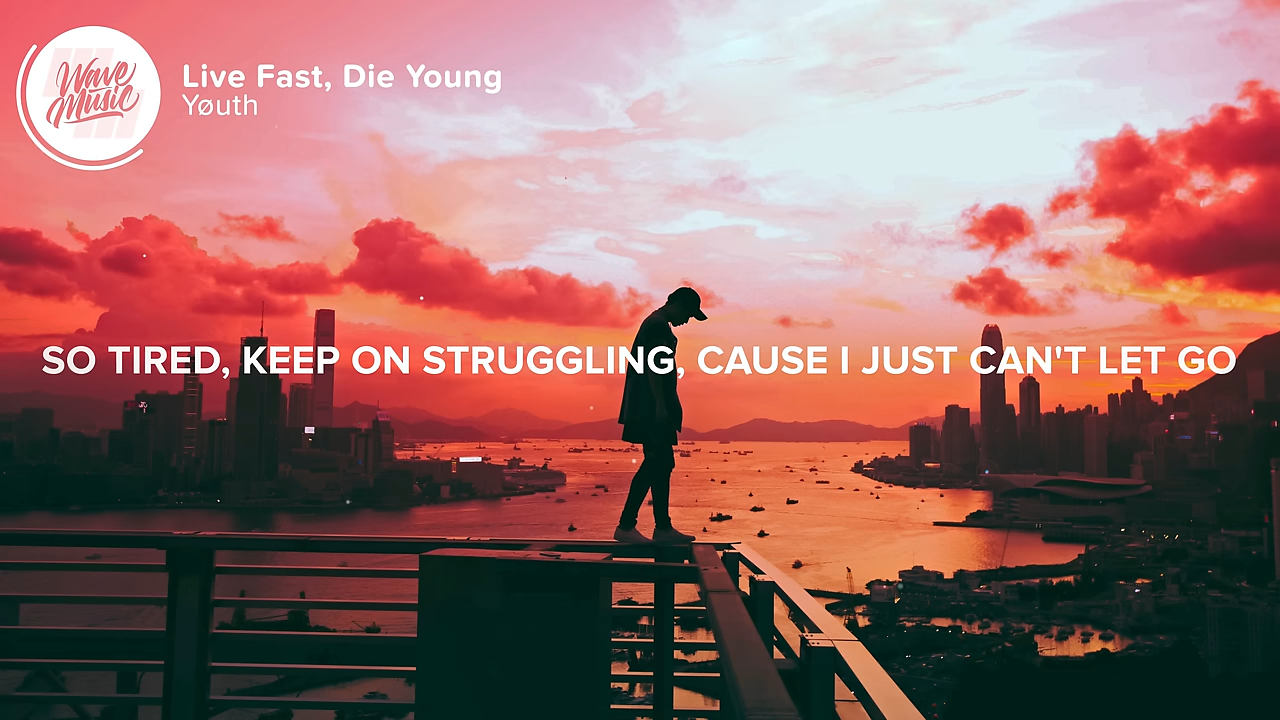 Wave
Music
Live Fast, Die Young
Yøuth
SO TIRED, KEEP ON STRUGGLING, CAUSE I JUST CAN'T LET GO